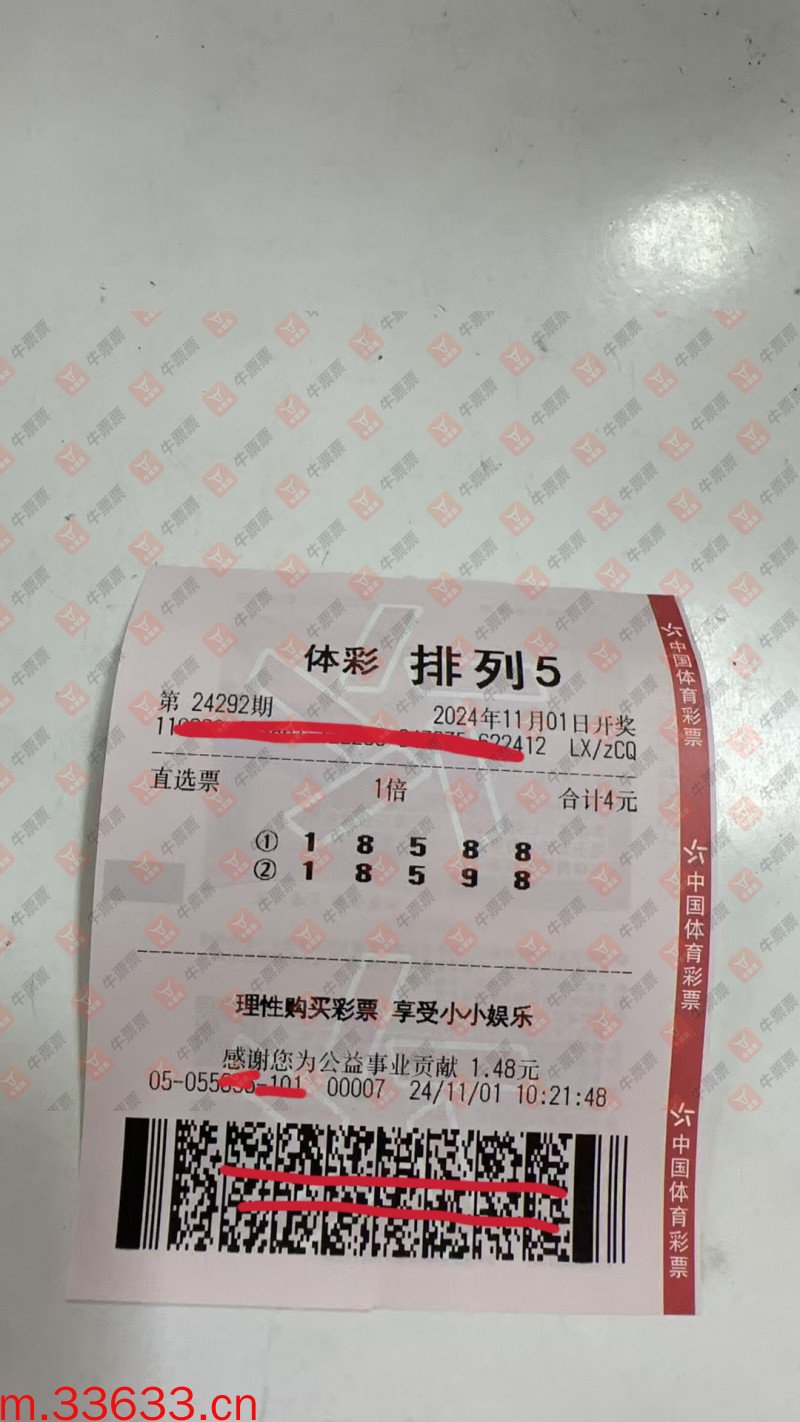 体彩 排列5
第 24292期 2024年11月01日开奖
622412 LX/zCQ
直选票 1倍 合计4元
① 1 8 5 8 8
② 1 8 5 9 8
理性购买彩票 享受小小娱乐
感谢您为公益事业贡献 1.48元
05-055 -101 00007 24/11/01 10:21:48
中国体育彩票
中国体育彩票
中国体育彩票
牛票票
m.33633.cn